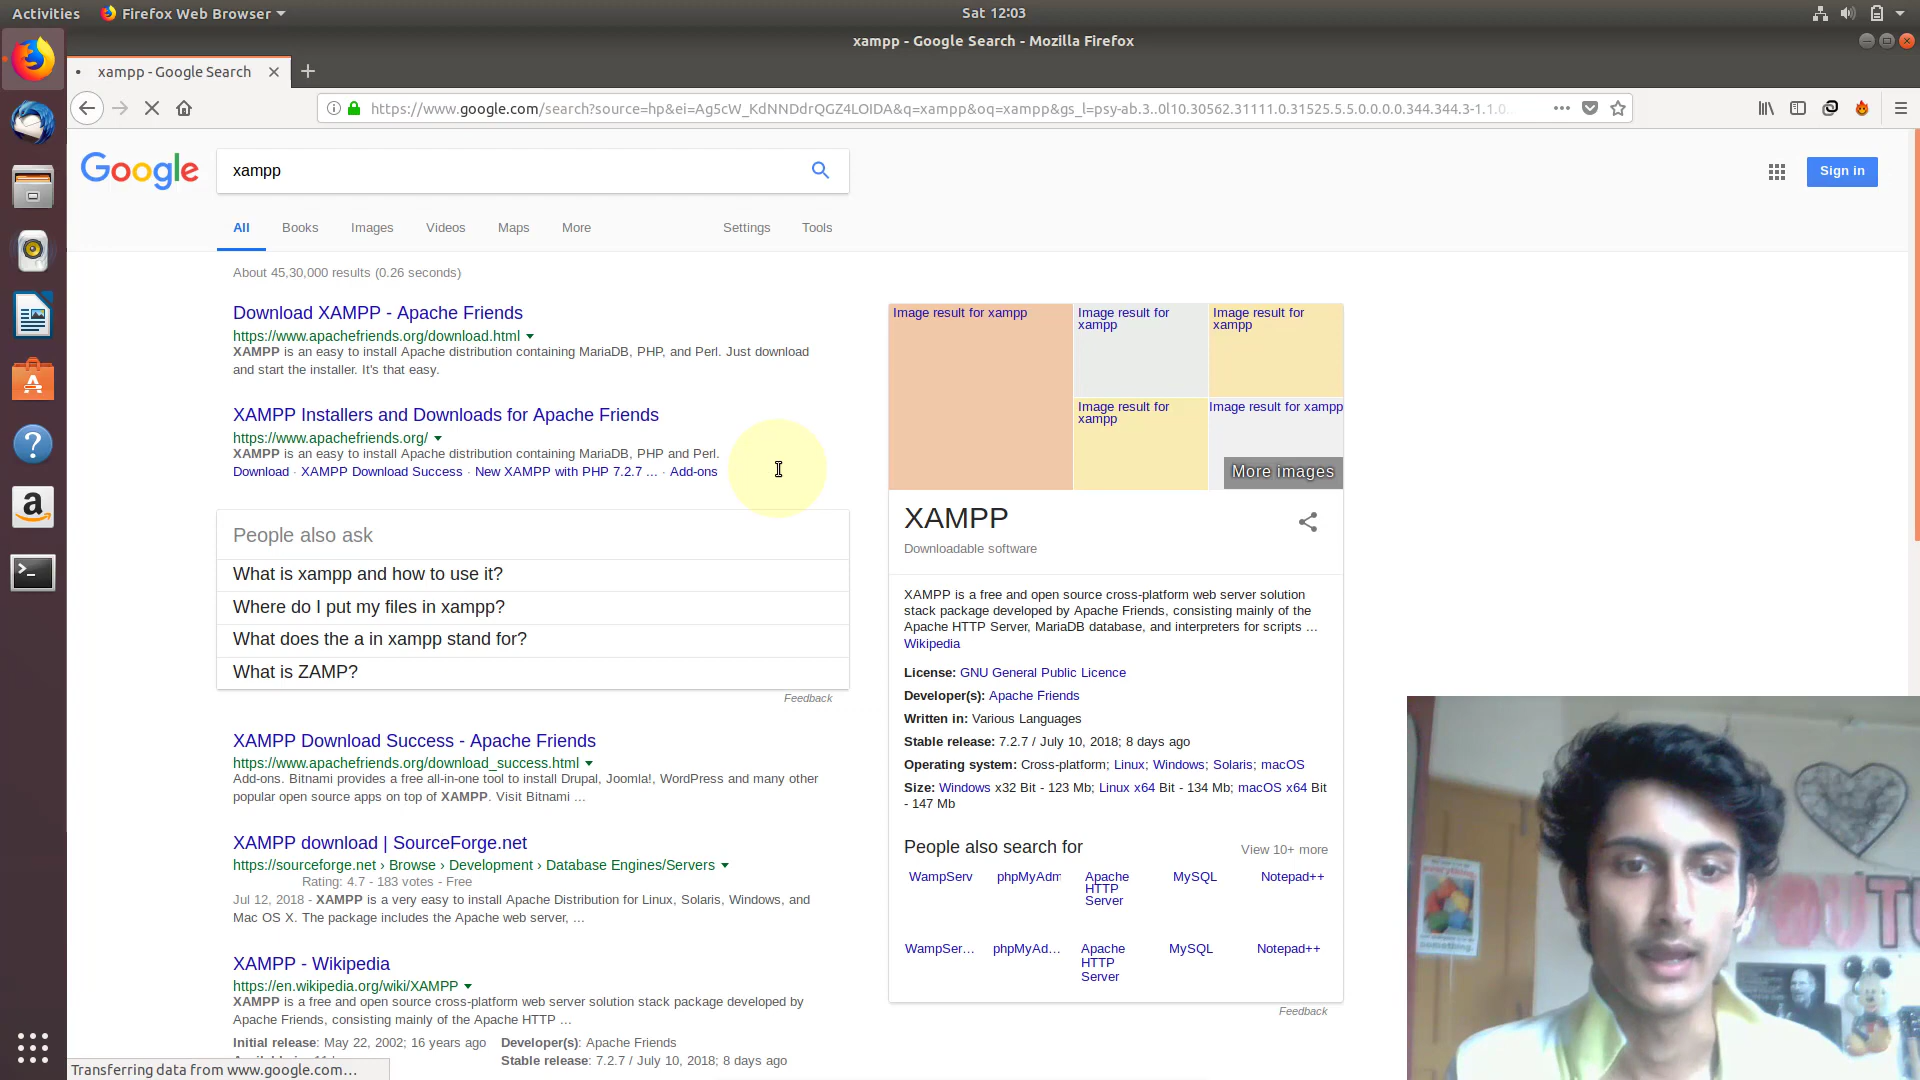 Activities
Firefox Web Browser
Sat 12:03
xampp - Google Search - Mozilla Firefox
xampp - Google Search
https://www.google.com/search?source=hp&ei=Ag5cW_KdNNDdrQGZ4LOIDA&q=xampp&oq=xampp&gs_l=psy-ab.3..0l10.30562.31111.0.31525.5.5.0.0.0.0.344.344.3-1.1.0..
Google
xampp
Sign in
All
Books
Images
Videos
Maps
More
Settings
Tools
About 45,30,000 results (0.26 seconds)
Download XAMPP - Apache Friends
https://www.apachefriends.org/download.html
XAMPP is an easy to install Apache distribution containing MariaDB, PHP, and Perl. Just download
and start the installer. It's that easy.
XAMPP Installers and Downloads for Apache Friends
https://www.apachefriends.org/
XAMPP is an easy to install Apache distribution containing MariaDB, PHP and Perl.
Download · XAMPP Download Success · New XAMPP with PHP 7.2.7 ... · Add-ons
People also ask
What is xampp and how to use it?
Where do I put my files in xampp?
What does the a in xampp stand for?
What is ZAMP?
Feedback
XAMPP Download Success - Apache Friends
https://www.apachefriends.org/download_success.html
Add-ons. Bitnami provides a free all-in-one tool to install Drupal, Joomla!, WordPress and many other
popular open source apps on top of XAMPP. Visit Bitnami ...
XAMPP download | SourceForge.net
https://sourceforge.net › Browse › Development › Database Engines/Servers
Rating: 4.7 - 183 votes - Free
Jul 12, 2018 - XAMPP is a very easy to install Apache Distribution for Linux, Solaris, Windows, and
Mac OS X. The package includes the Apache web server, ...
XAMPP - Wikipedia
https://en.wikipedia.org/wiki/XAMPP
XAMPP is a free and open source cross-platform web server solution stack package developed by
Apache Friends, consisting mainly of the Apache HTTP ...
Initial release: May 22, 2002; 16 years ago
Developer(s): Apache Friends
Stable release: 7.2.7 / July 10, 2018; 8 days ago
Transferring data from www.google.com...
Image result for xampp
Image result for
xampp
Image result for
xampp
Image result for
xampp
Image result for xampp
More images
XAMPP
Downloadable software
XAMPP is a free and open source cross-platform web server solution
stack package developed by Apache Friends, consisting mainly of the
Apache HTTP Server, MariaDB database, and interpreters for scripts ...
Wikipedia
License: GNU General Public Licence
Developer(s): Apache Friends
Written in: Various Languages
Stable release: 7.2.7 / July 10, 2018; 8 days ago
Operating system: Cross-platform; Linux; Windows; Solaris; macOS
Size: Windows x32 Bit - 123 Mb; Linux x64 Bit - 134 Mb; macOS x64 Bit
- 147 Mb
People also search for
View 10+ more
WampServ
phpMyAdm
Apache
HTTP
Server
MySQL
Notepad++
WampSer...
phpMyAd...
Apache
HTTP
Server
MySQL
Notepad++
Feedback